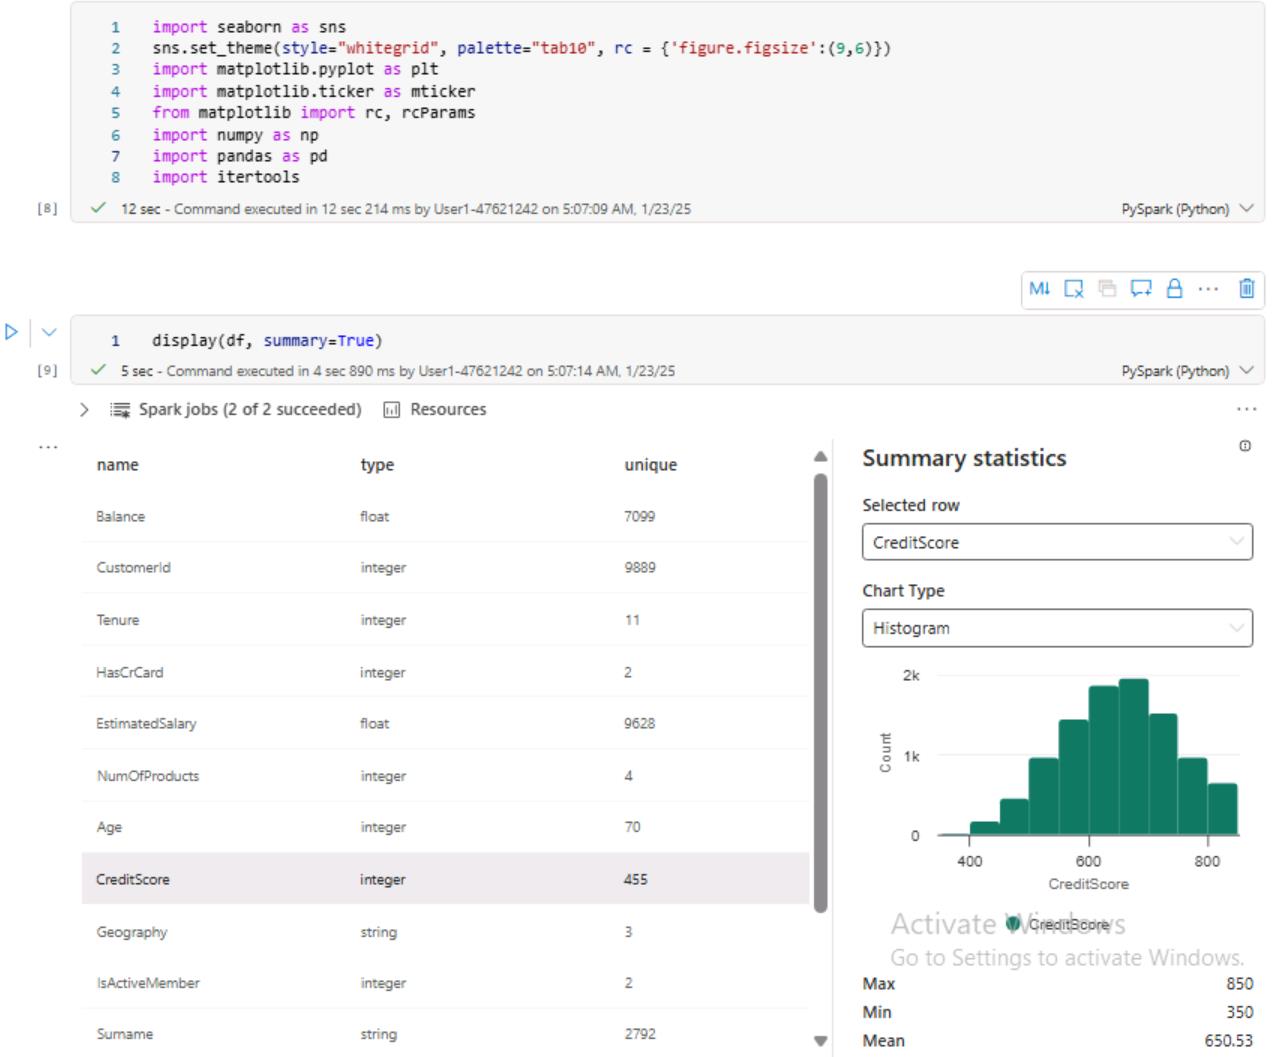 1 import seaborn as sns
2 sns.set_theme(style="whitegrid", palette="tab10", rc = {'figure.figsize':(9,6)})
3 import matplotlib.pyplot as plt
4 import matplotlib.ticker as mticker
5 from matplotlib import rc, rcParams
6 import numpy as np
7 import pandas as pd
8 import itertools
[8] 12 sec - Command executed in 12 sec 214 ms by User1-47621242 on 5:07:09 AM, 1/23/25 PySpark (Python)
M↓
1 display(df, summary=True)
[9] 5 sec - Command executed in 4 sec 890 ms by User1-47621242 on 5:07:14 AM, 1/23/25 PySpark (Python)
Spark jobs (2 of 2 succeeded) Resources
name type unique
Balance float 7099
CustomerId integer 9889
Tenure integer 11
HasCrCard integer 2
EstimatedSalary float 9628
NumOfProducts integer 4
Age integer 70
CreditScore integer 455
Geography string 3
IsActiveMember integer 2
Surname string 2792
Summary statistics
Selected row
CreditScore
Chart Type
Histogram
2k
1k
0
Count
400 600 800
CreditScore
CreditScore
Activate Windows
Go to Settings to activate Windows.
Max 850
Min 350
Mean 650.53